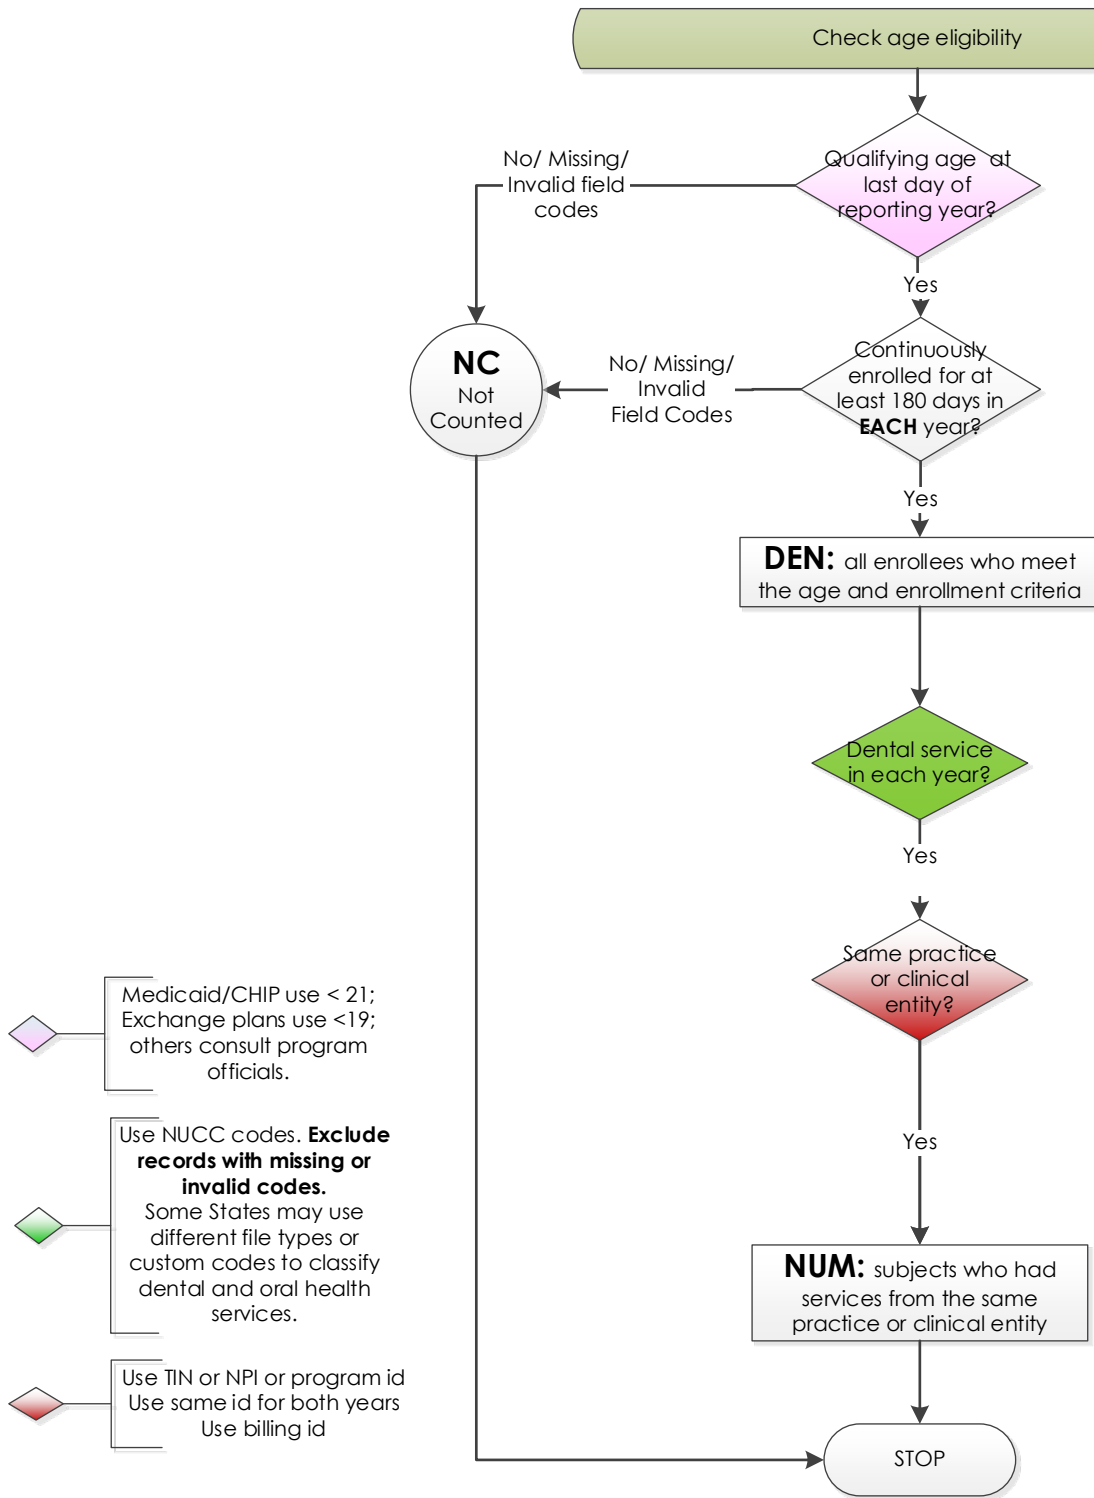 Check age eligibility
Qualifying age at
last day of
reporting year?
No/ Missing/
Invalid field
codes
Yes
Continuously
enrolled for at
least 180 days in
EACH year?
No/ Missing/
Invalid
Field Codes
NC
Not
Counted
Yes
DEN: all enrollees who meet
the age and enrollment criteria
Dental service
in each year?
Yes
Same practice
or clinical
entity?
Yes
NUM: subjects who had
services from the same
practice or clinical entity
STOP
Medicaid/CHIP use < 21;
Exchange plans use <19;
others consult program
officials.
Use NUCC codes. Exclude
records with missing or
invalid codes.
Some States may use
different file types or
custom codes to classify
dental and oral health
services.
Use TIN or NPI or program id
Use same id for both years
Use billing id